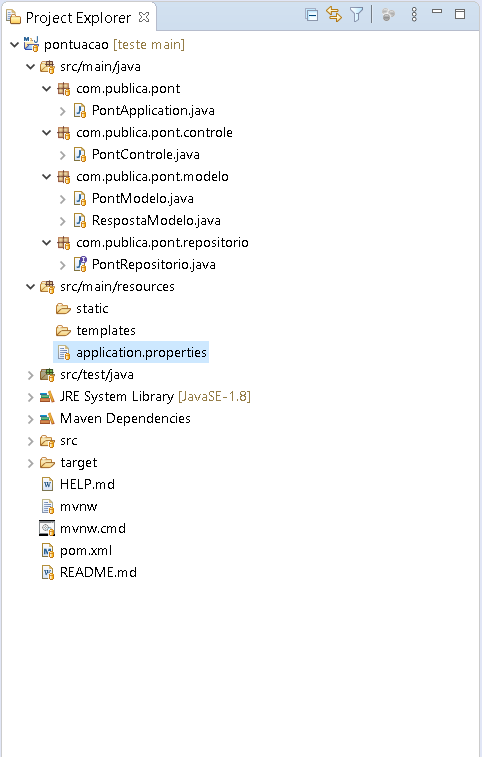 Project Explorer
pontuacao [teste main]
src/main/java
com.publica.pont
PontApplication.java
com.publica.pont.controle
PontControle.java
com.publica.pont.modelo
PontModelo.java
RespostaModelo.java
com.publica.pont.repositorio
PontRepositorio.java
src/main/resources
static
templates
application.properties
src/test/java
JRE System Library [JavaSE-1.8]
Maven Dependencies
src
target
HELP.md
mvnw
mvnw.cmd
pom.xml
README.md